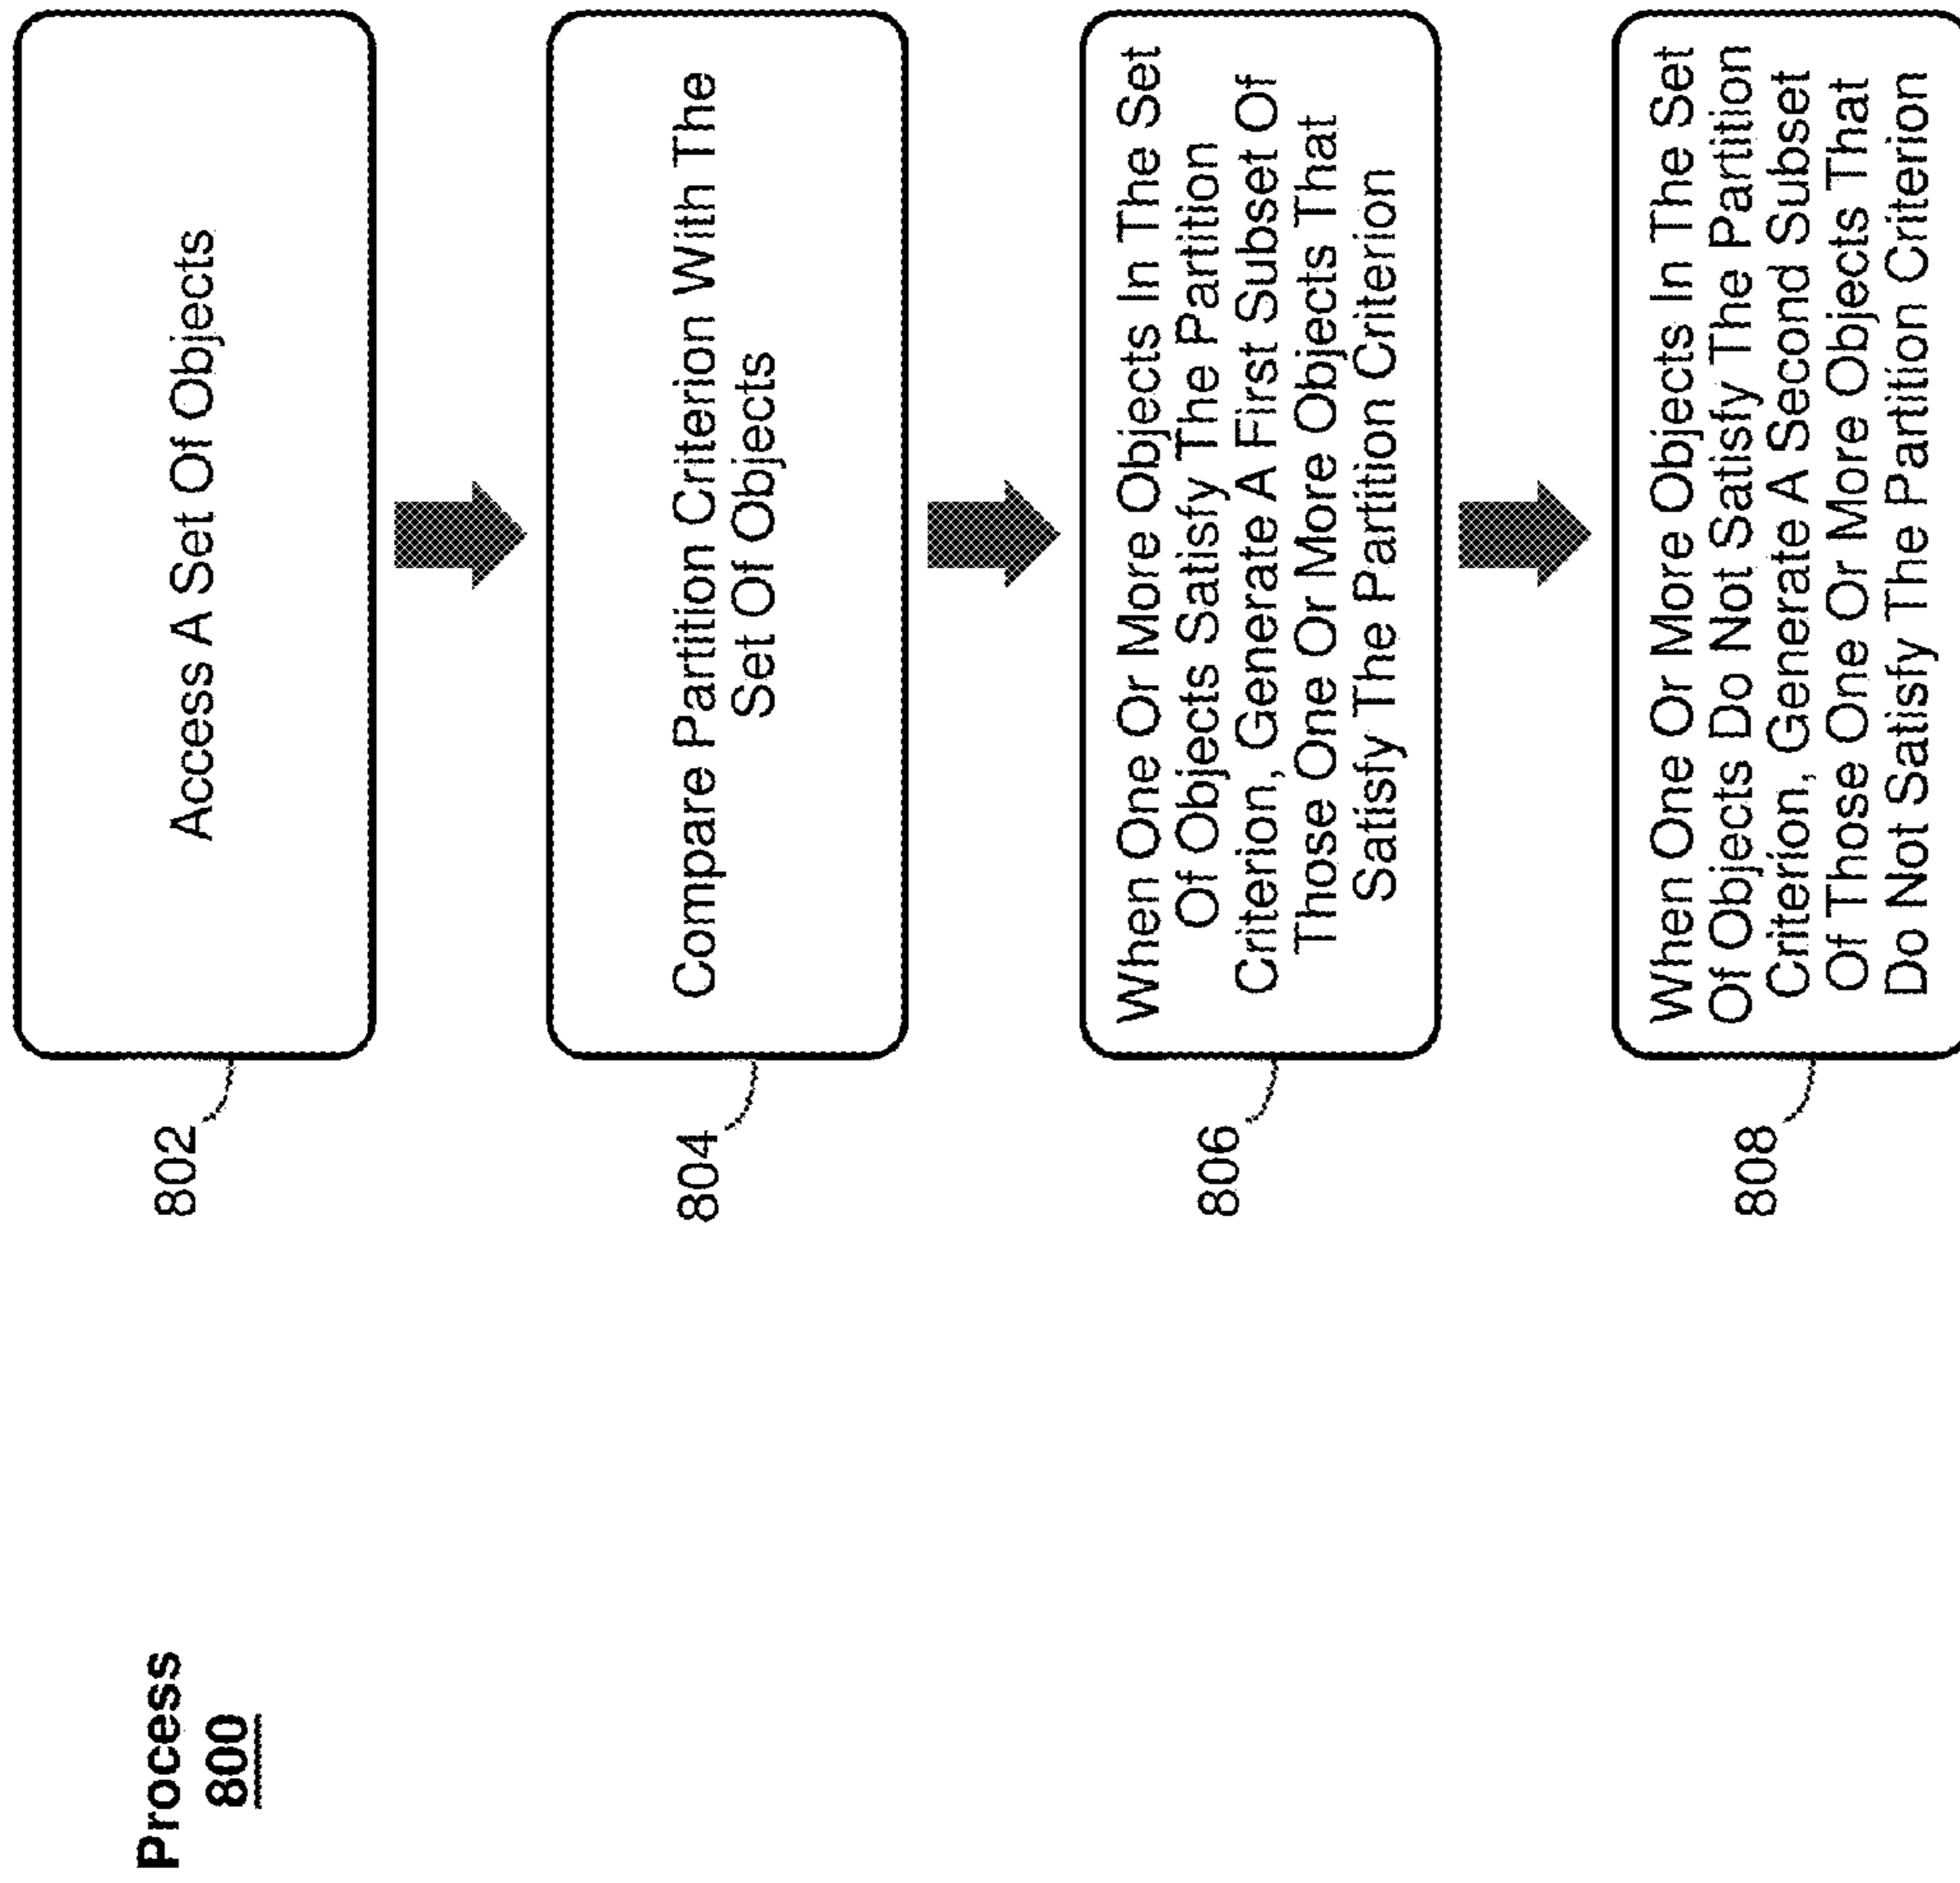 Process
800
802
Access A Set Of Objects
804
Compare Partition Criterion With The
Set Of Objects
806
When One Or More Objects In The Set
Of Objects Satisfy The Partition
Criterion, Generate A First Subset Of
Those One Or More Objects That
Satisfy The Partition Criterion
808
When One Or More Objects In The Set
Of Objects Do Not Satisfy The Partition
Criterion, Generate A Second Subset
Of Those One Or More Objects That
Do Not Satisfy The Partition Criterion